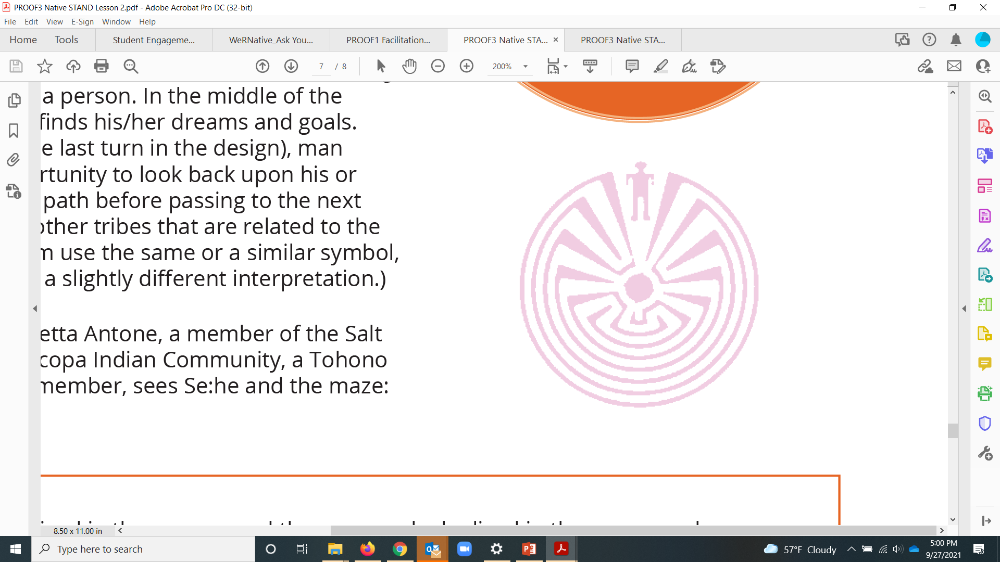 PROOF3 Native STAND Lesson 2.pdf - Adobe Acrobat Pro DC (32-bit)
File Edit View E-Sign Window Help
Home Tools Student Engageme... WeRNative_Ask You... PROOF1 Facilitation... PROOF3 Native STA... × PROOF3 Native STA...
7 / 8 200%
a person. In the middle of the
finds his/her dreams and goals.
e last turn in the design), man
rtunity to look back upon his or
path before passing to the next
other tribes that are related to the
m use the same or a similar symbol,
a slightly different interpretation.)
etta Antone, a member of the Salt
copa Indian Community, a Tohono
member, sees Se:he and the maze:
8.50 x 11.00 in
Type here to search
57°F Cloudy
5:00 PM
9/27/2021